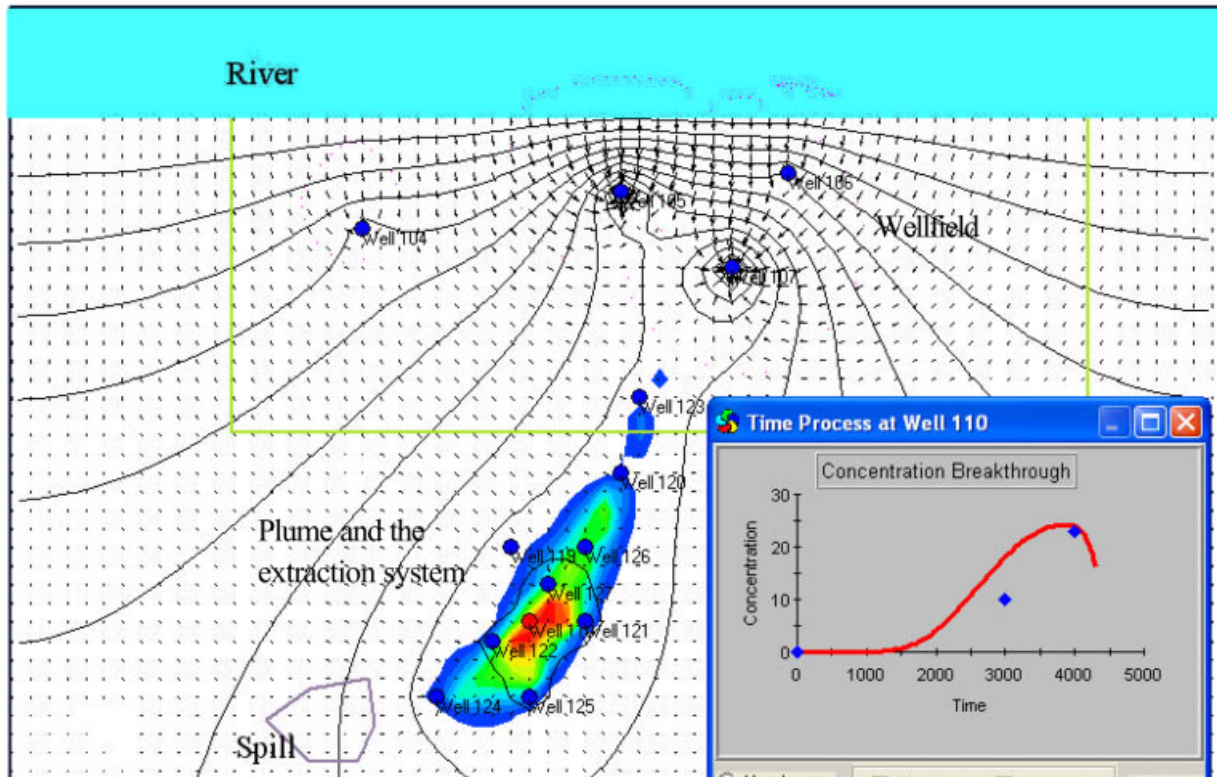 River
Well 106
Well 105
Wellfield
Well 104
Well 107
Well 123
Time Process at Well 110
Concentration Breakthrough
30
20
10
0
Concentration
0 1000 2000 3000 4000 5000
Time
Well 120
Plume and the
extraction system
Well 119
Well 126
Well 127
Well 121
Well 122
Well 124
Well 125
Spill